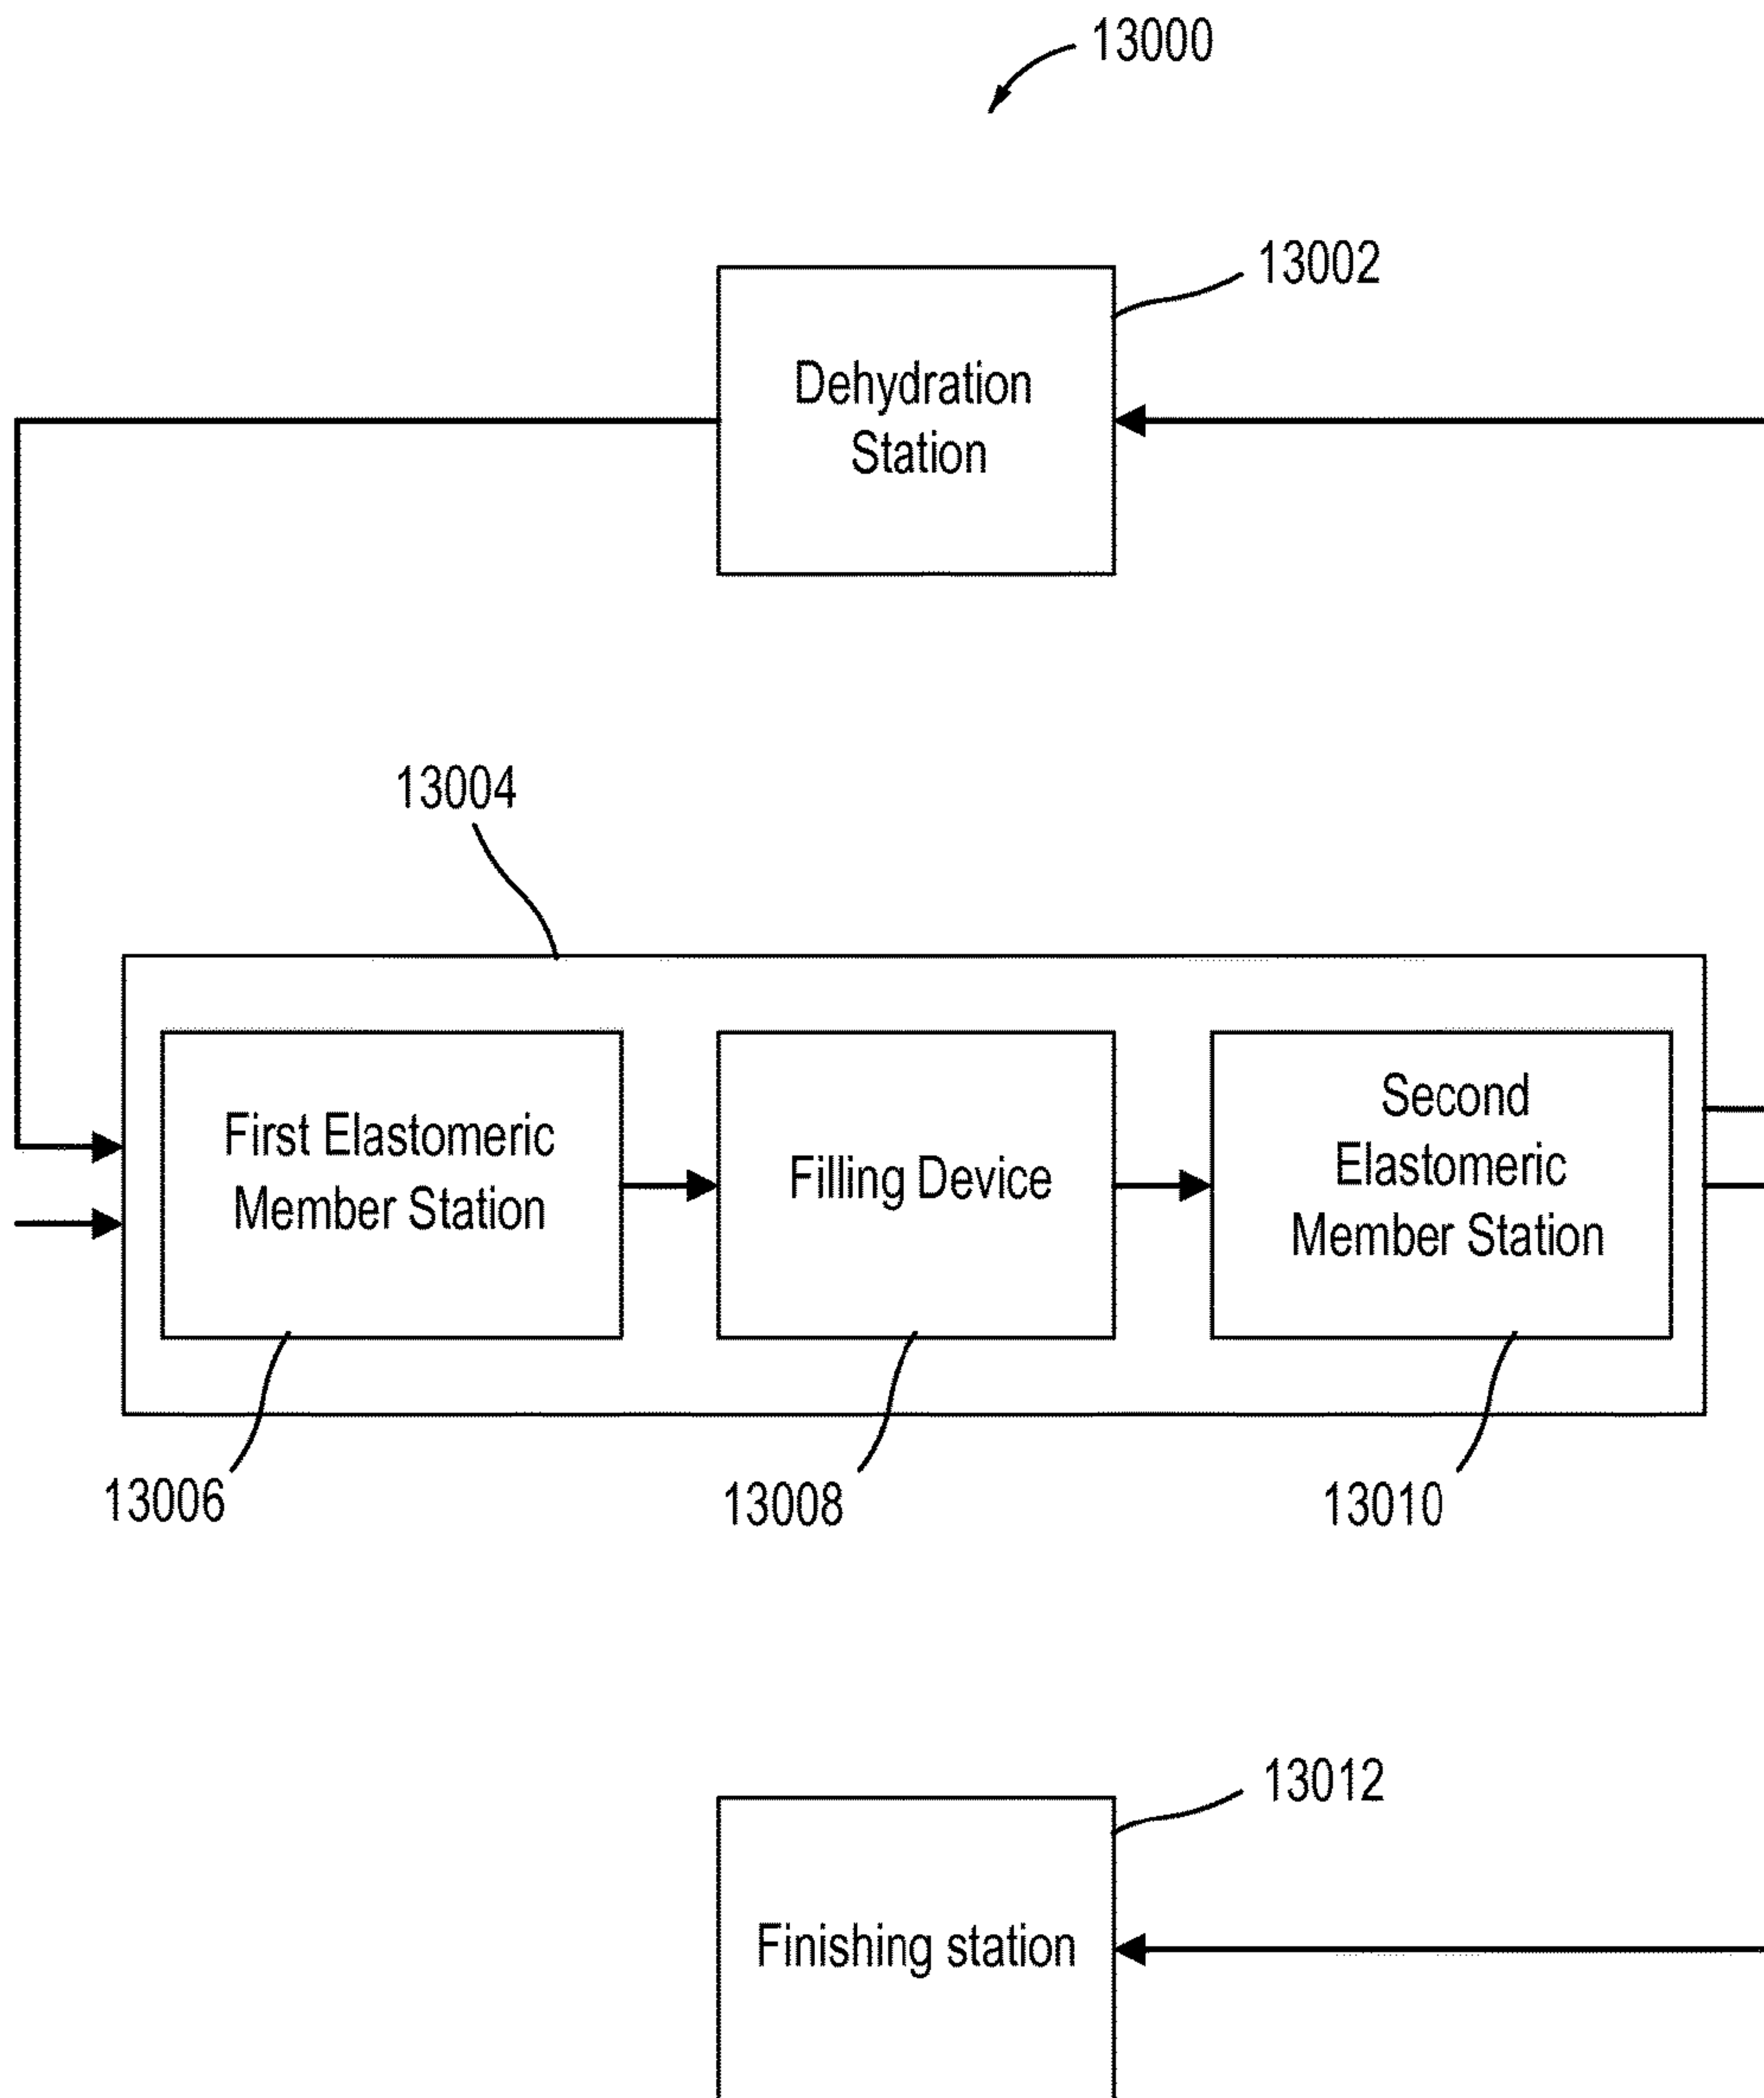 13000
13002
Dehydration
Station
13004
First Elastomeric
Member Station
Filling Device
Second
Elastomeric
Member Station
13006
13008
13010
13012
Finishing station